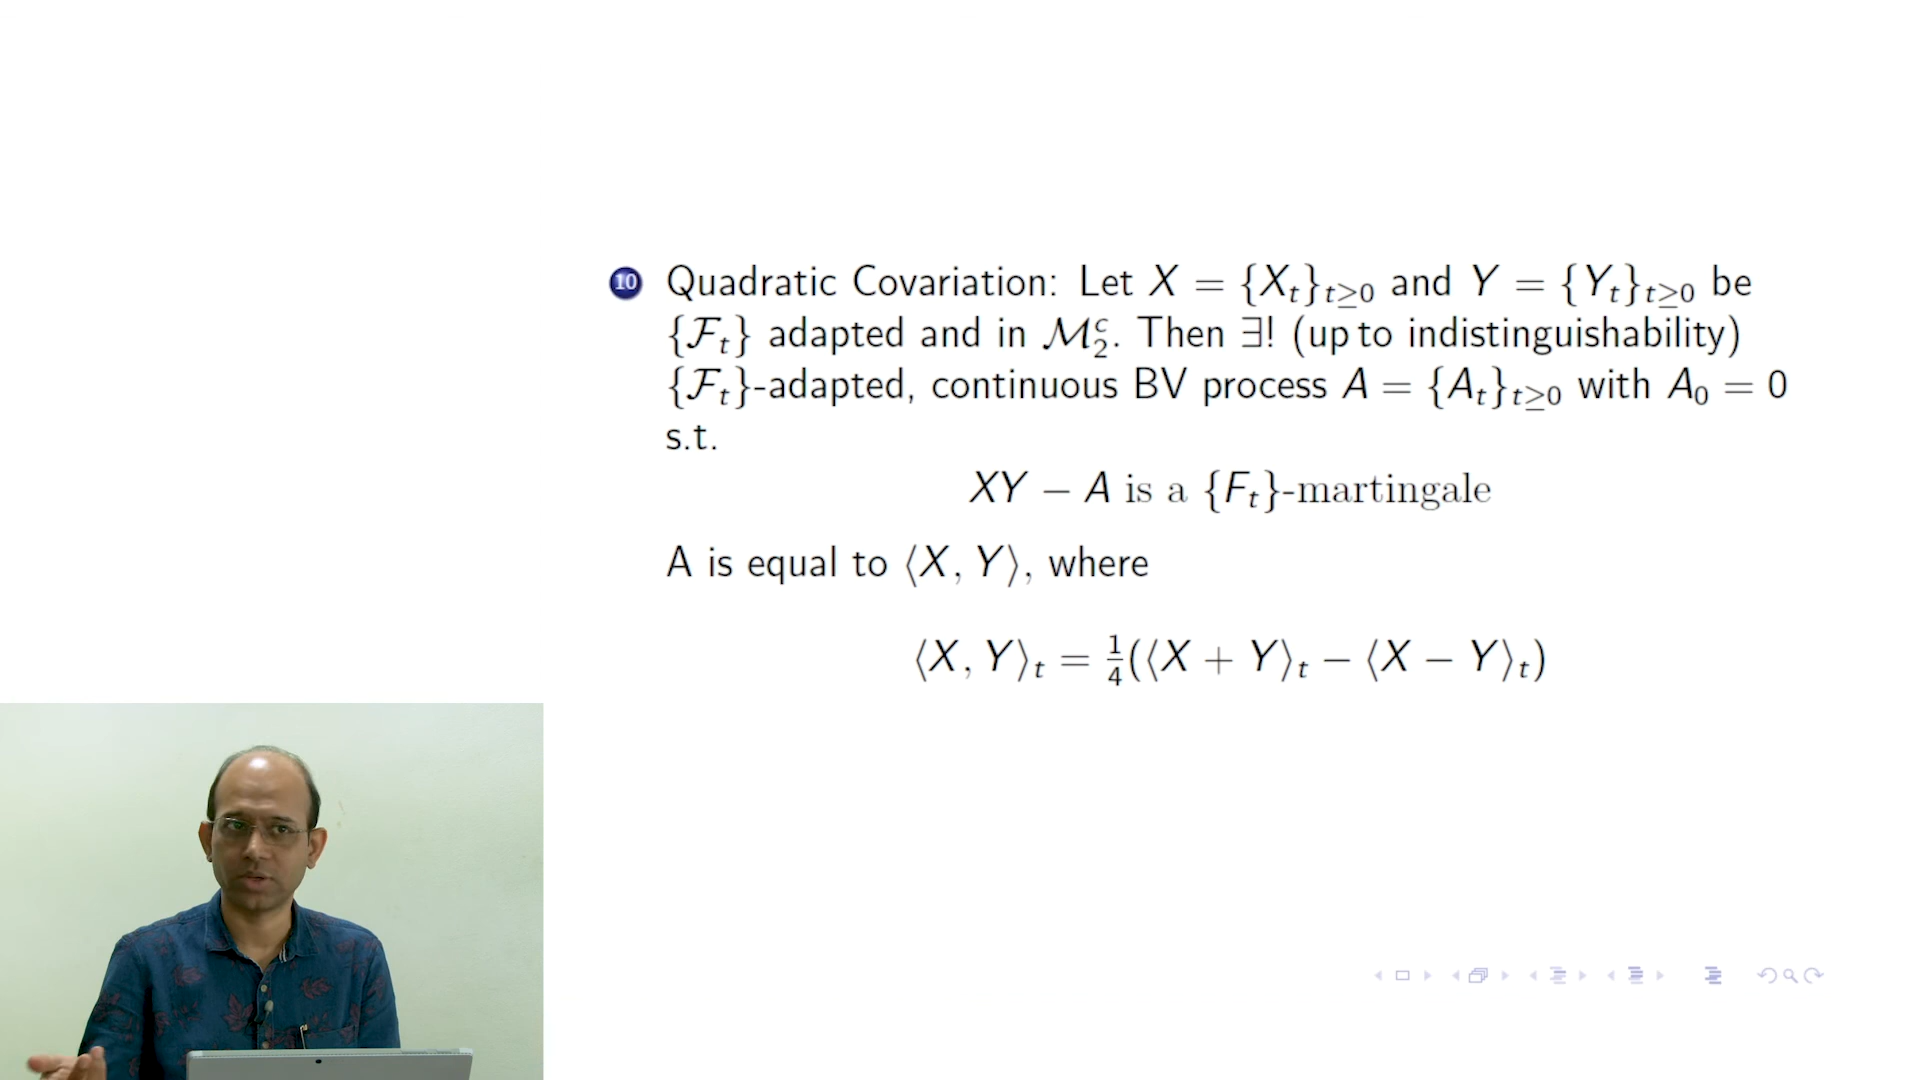 10 Quadratic Covariation: Let X = {X_t}_{t≥0} and Y = {Y_t}_{t≥0} be
{ℱ_t} adapted and in ℳ_2^c. Then ∃! (up to indistinguishability)
{ℱ_t}-adapted, continuous BV process A = {A_t}_{t≥0} with A_0 = 0
s.t.
XY − A is a {F_t}-martingale
A is equal to ⟨X, Y⟩, where
⟨X, Y⟩_t = 1/4(⟨X + Y⟩_t − ⟨X − Y⟩_t)